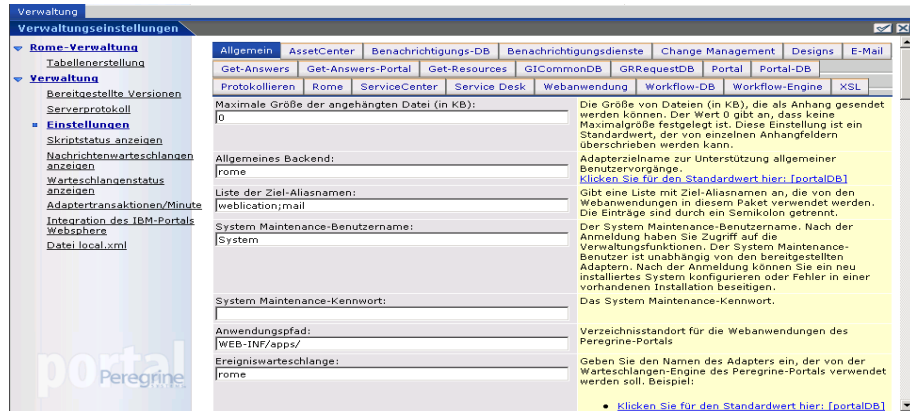 Verwaltung
Verwaltungseinstellungen
Rome-Verwaltung
Tabellenerstellung
Verwaltung
Bereitgestellte Versionen
Serverprotokoll
Einstellungen
Skriptstatus anzeigen
Nachrichtenwarteschlangen
anzeigen
Warteschlangenstatus
anzeigen
Adaptertransaktionen/Minute
Integration des IBM-Portals
Websphere
Datei local.xml
portal
Peregrine
Allgemein AssetCenter Benachrichtigungs-DB Benachrichtigungsdienste Change Management Designs E-Mail
Get-Answers Get-Answers-Portal Get-Resources GICommonDB GRRequestDB Portal Portal-DB
Protokollieren Rome ServiceCenter Service Desk Webanwendung Workflow-DB Workflow-Engine XSL
Maximale Größe der angehängten Datei (in KB):
0
Die Größe von Dateien (in KB), die als Anhang gesendet
werden können. Der Wert 0 gibt an, dass keine
Maximalgröße festgelegt ist. Diese Einstellung ist ein
Standardwert, der von einzelnen Anhangfeldern
überschrieben werden kann.
Allgemeines Backend:
rome
Adapterzielname zur Unterstützung allgemeiner
Benutzervorgänge.
Klicken Sie für den Standardwert hier: [portalDB]
Liste der Ziel-Aliasnamen:
weblication;mail
Gibt eine Liste mit Ziel-Aliasnamen an, die von den
Webanwendungen in diesem Paket verwendet werden.
Die Einträge sind durch ein Semikolon getrennt.
System Maintenance-Benutzername:
System
Der System Maintenance-Benutzername. Nach der
Anmeldung haben Sie Zugriff auf die
Verwaltungsfunktionen. Der System Maintenance-
Benutzer ist unabhängig von den bereitgestellten
Adaptern. Nach der Anmeldung können Sie ein neu
installiertes System konfigurieren oder Fehler in einer
vorhandenen Installation beseitigen.
System Maintenance-Kennwort:
Das System Maintenance-Kennwort.
Anwendungspfad:
WEB-INF/apps/
Verzeichnisstandort für die Webanwendungen des
Peregrine-Portals
Ereigniswarteschlange:
rome
Geben Sie den Namen des Adapters ein, der von der
Warteschlangen-Engine des Peregrine-Portals verwendet
werden soll. Beispiel:
• Klicken Sie für den Standardwert hier: [portalDB]